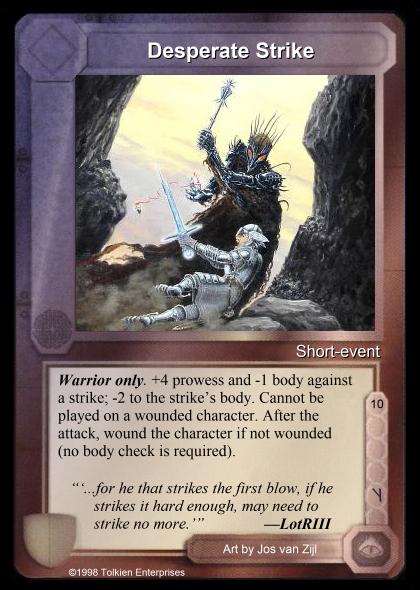 Desperate Strike
Short-event
Warrior only. +4 prowess and -1 body against
a strike; -2 to the strike's body. Cannot be
played on a wounded character. After the
attack, wound the character if not wounded
(no body check is required).
10
"'...for he that strikes the first blow, if he
strikes it hard enough, may need to
strike no more.'" —LotRIII
Art by Jos van Zijl
©1998 Tolkien Enterprises